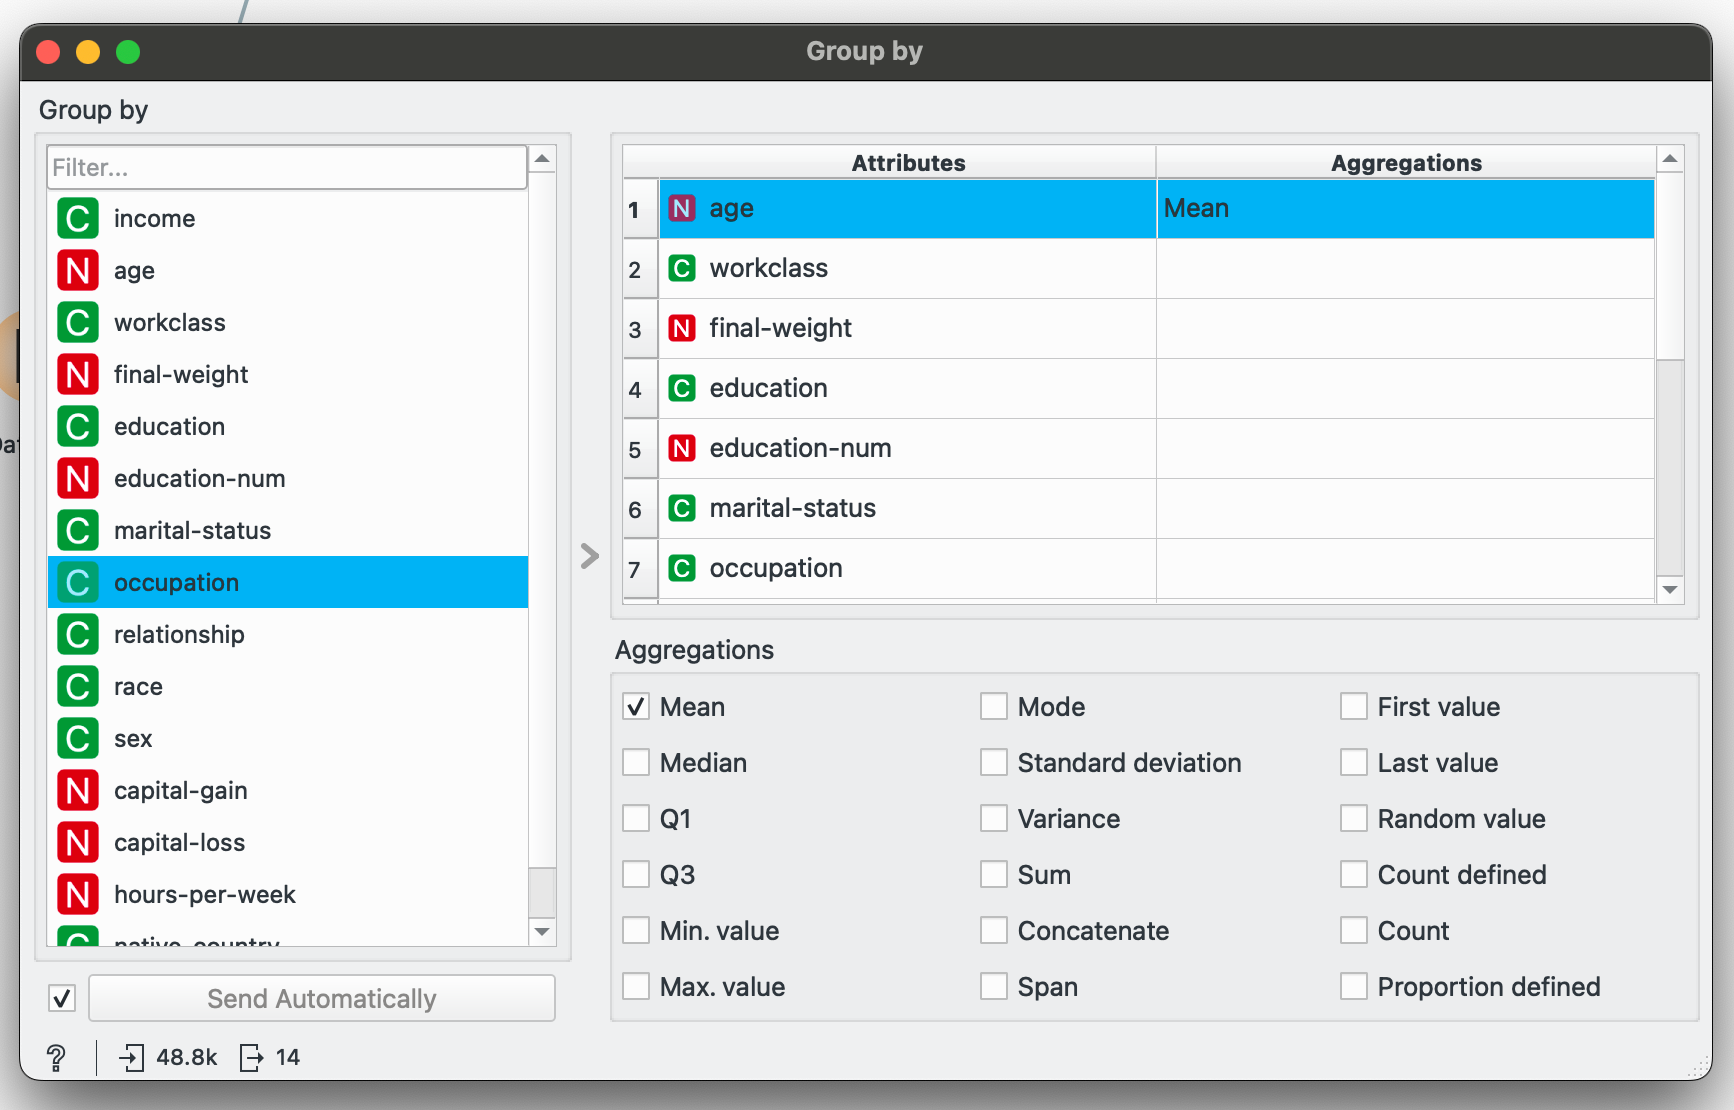 Group by
Group by
Filter...
C income
N age
C workclass
N final-weight
C education
N education-num
C marital-status
C occupation
C relationship
C race
C sex
N capital-gain
N capital-loss
N hours-per-week
C native-country
Send Automatically
? 48.8k 14
Attributes Aggregations
1 N age Mean
2 C workclass
3 N final-weight
4 C education
5 N education-num
6 C marital-status
7 C occupation
Aggregations
Mean Mode First value
Median Standard deviation Last value
Q1 Variance Random value
Q3 Sum Count defined
Min. value Concatenate Count
Max. value Span Proportion defined